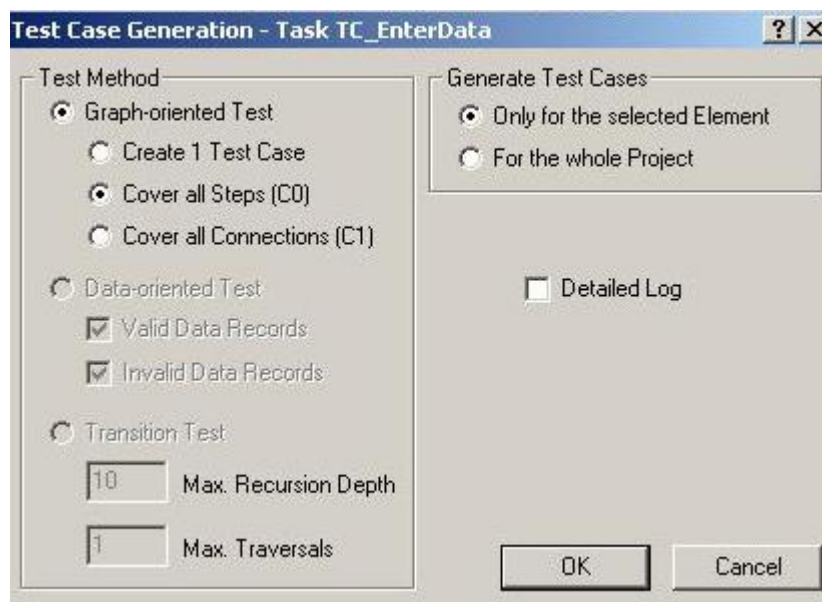 Test Case Generation - Task TC_EnterData
Test Method
Graph-oriented Test
Create 1 Test Case
Cover all Steps (C0)
Cover all Connections (C1)
Data-oriented Test
Valid Data Records
Invalid Data Records
Transition Test
10 Max. Recursion Depth
1 Max. Traversals
Generate Test Cases
Only for the selected Element
For the whole Project
Detailed Log
OK Cancel